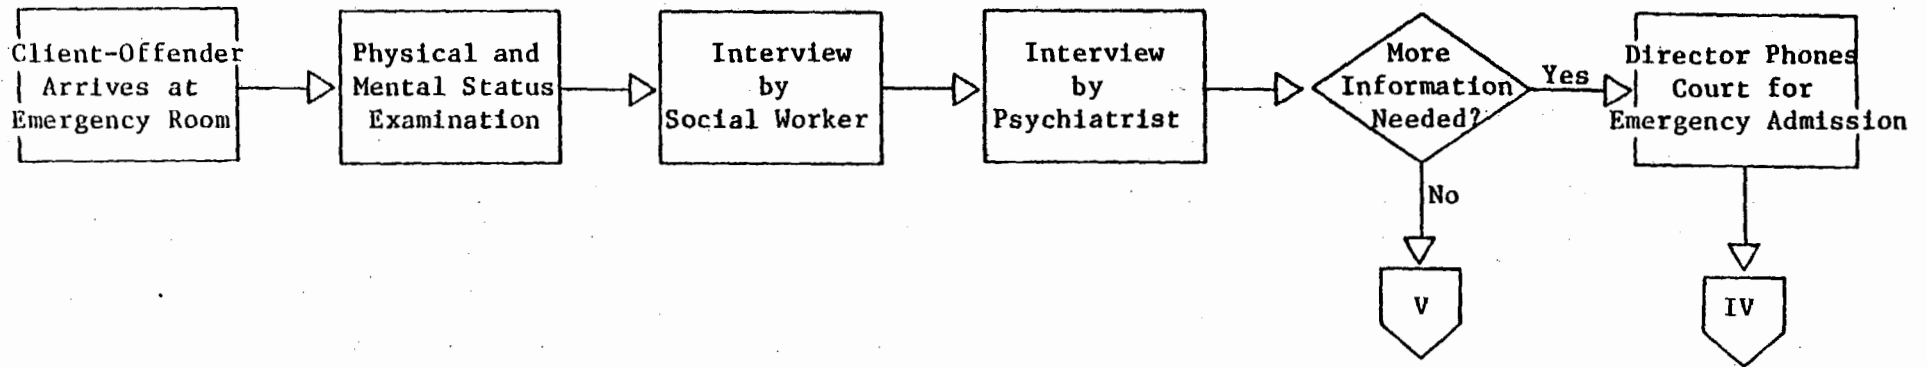 Client-Offender
Arrives at
Emergency Room
Physical and
Mental Status
Examination
Interview
by
Social Worker
Interview
by
Psychiatrist
More
Information
Needed?
Yes
No
Director Phones
Court for
Emergency Admission
V
IV